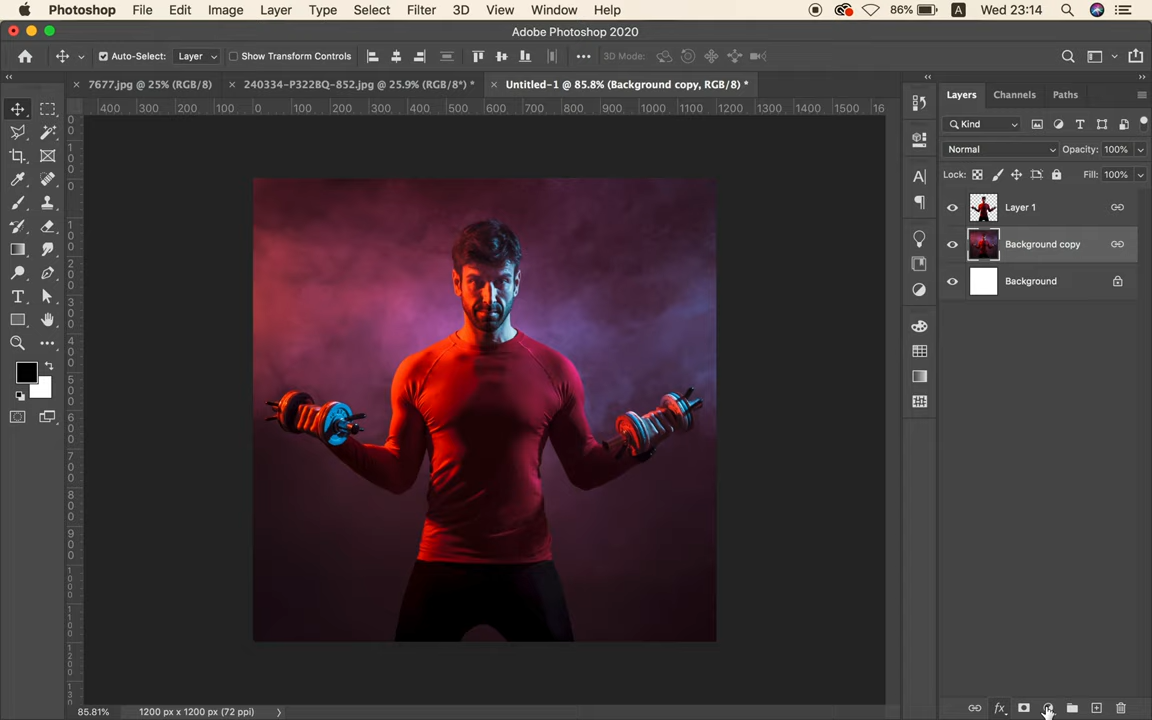 Photoshop File Edit Image Layer Type Select Filter 3D View Window Help 86% A Wed 23:14
Adobe Photoshop 2020
Auto-Select: Layer Show Transform Controls 3D Mode:
7677.jpg @ 25% (RGB/8) 240334-P322BQ-852.jpg @ 25.9% (RGB/8*) * Untitled-1 @ 85.8% (Background copy, RGB/8) *
400 300 200 100 0 100 200 300 400 500 600 700 800 900 1000 1100 1200 1300 1400 1500 16
Layers Channels Paths
Kind
Normal Opacity: 100%
Lock: Fill: 100%
Layer 1
Background copy
Background
fx
85.81% 1200 px x 1200 px (72 ppi)